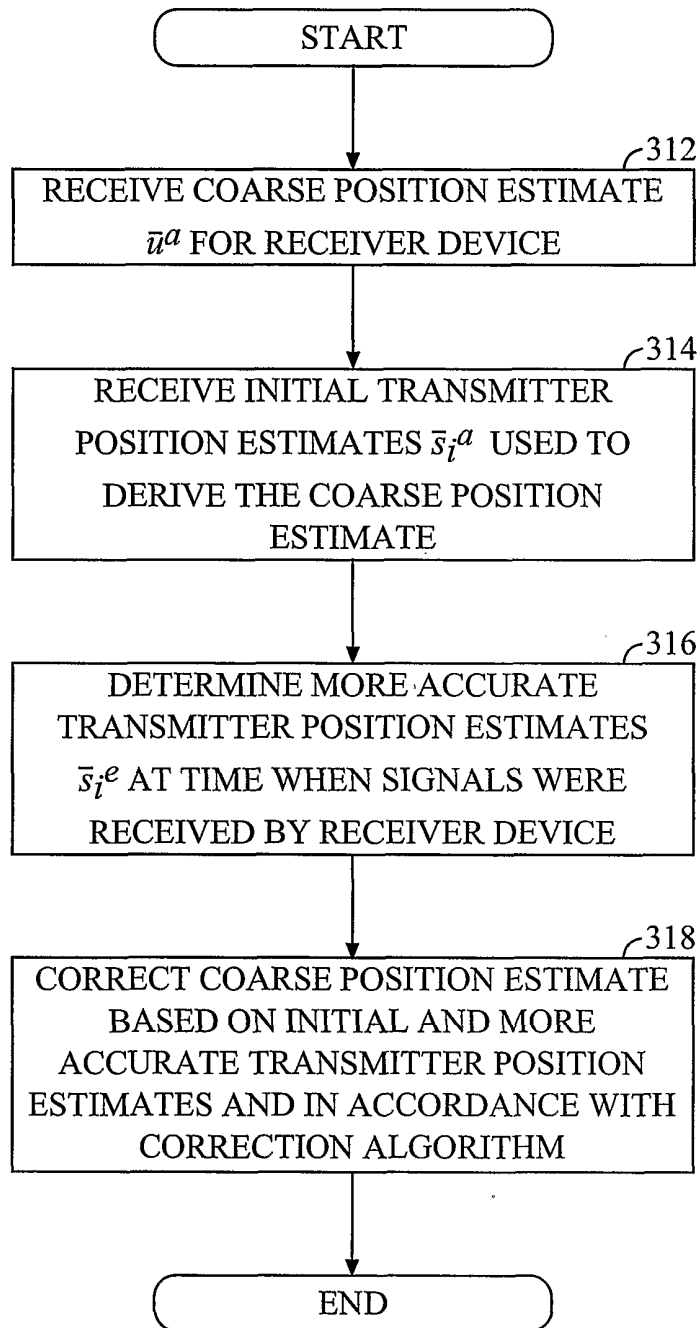 START
312
RECEIVE COARSE POSITION ESTIMATE
u̅ᵃ FOR RECEIVER DEVICE
314
RECEIVE INITIAL TRANSMITTER
POSITION ESTIMATES s̅ᵢᵃ USED TO
DERIVE THE COARSE POSITION
ESTIMATE
316
DETERMINE MORE ACCURATE
TRANSMITTER POSITION ESTIMATES
s̅ᵢᵉ AT TIME WHEN SIGNALS WERE
RECEIVED BY RECEIVER DEVICE
318
CORRECT COARSE POSITION ESTIMATE
BASED ON INITIAL AND MORE
ACCURATE TRANSMITTER POSITION
ESTIMATES AND IN ACCORDANCE WITH
CORRECTION ALGORITHM
END